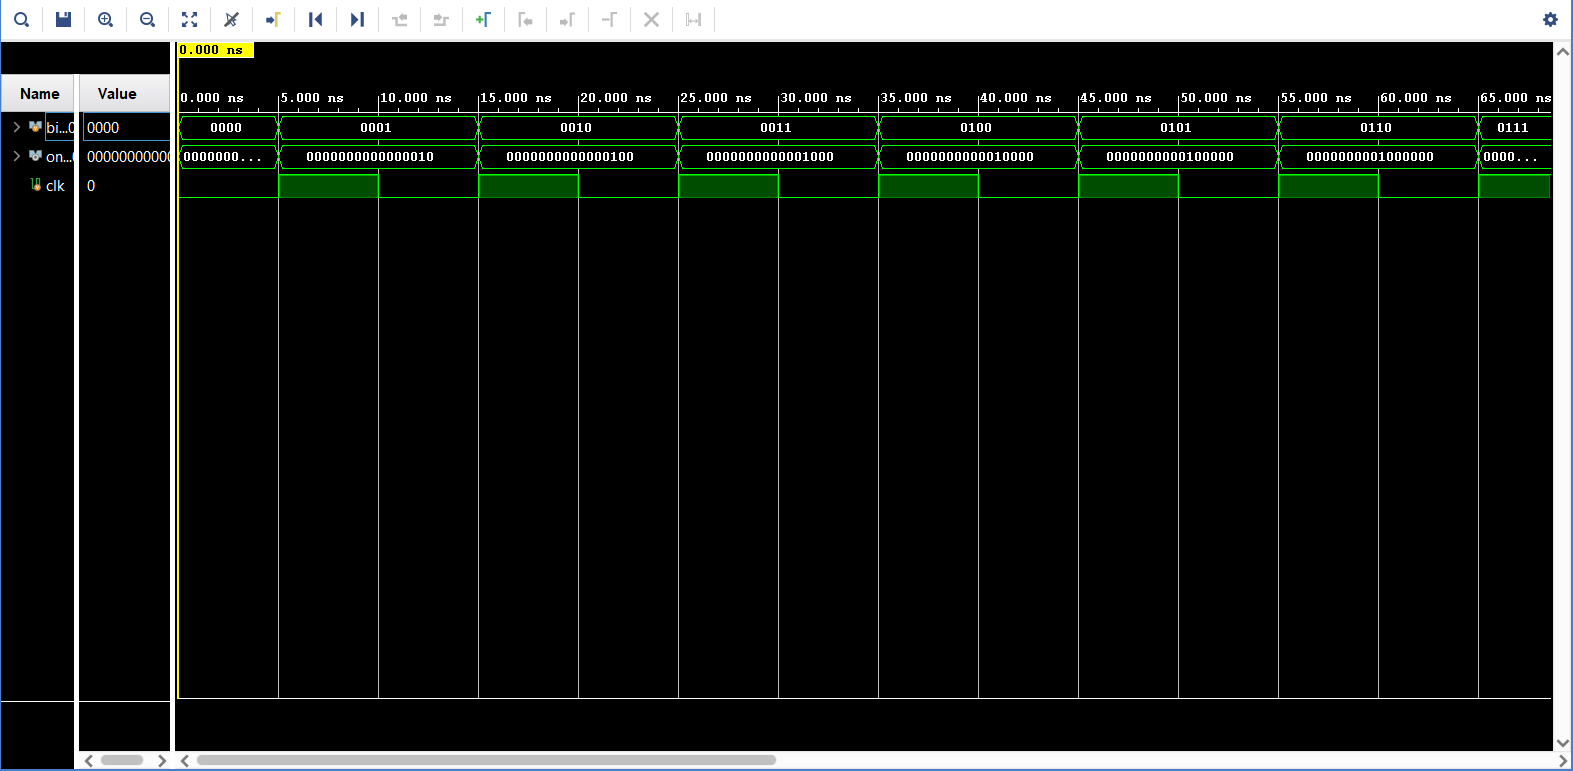 0.000 ns
Name Value
0.000 ns 5.000 ns 10.000 ns 15.000 ns 20.000 ns 25.000 ns 30.000 ns 35.000 ns 40.000 ns 45.000 ns 50.000 ns 55.000 ns 60.000 ns 65.000 ns
bi...0 0000 0000 0001 0010 0011 0100 0101 0110 0111
on... 00000000000 0000000... 0000000000000010 0000000000000100 0000000000001000 0000000000010000 0000000000100000 0000000001000000 0000...
clk 0